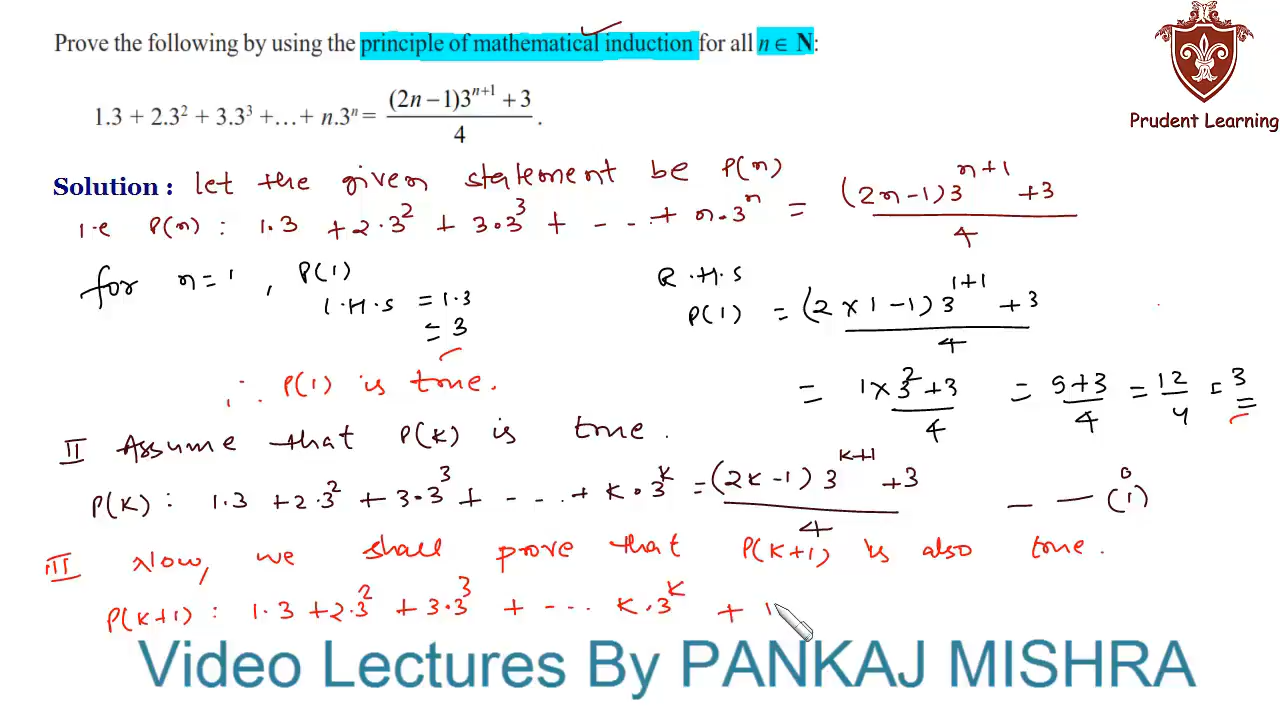 Prove the following by using the principle of mathematical induction for all n ∈ N:
Prudent Learning
1.3 + 2.3² + 3.3³ +...+ n.3ⁿ = ((2n – 1)3ⁿ⁺¹ + 3)/4 .
Solution : let the given statement be P(n)
i.e P(n) : 1.3 + 2.3² + 3.3³ + - - .. + n.3ⁿ = ((2n-1)3ⁿ⁺¹ + 3)/4
for n = 1 , P(1)
L.H.S = 1.3
= 3
R.H.S
P(1) = ((2×1-1)3¹⁺¹ + 3)/4
= (1×3²+3)/4 = (9+3)/4 = 12/4 = 3
∴ P(1) is true.
II Assume that P(k) is true.
P(k) : 1.3 + 2.3² + 3.3³ + - - .. + k.3ᵏ = ((2k-1)3ᵏ⁺¹ + 3)/4 - — (i)
III Now, we shall prove that P(k+1) is also true.
P(k+1) : 1.3 + 2.3² + 3.3³ + - ... k.3ᵏ +
Video Lectures By PANKAJ MISHRA